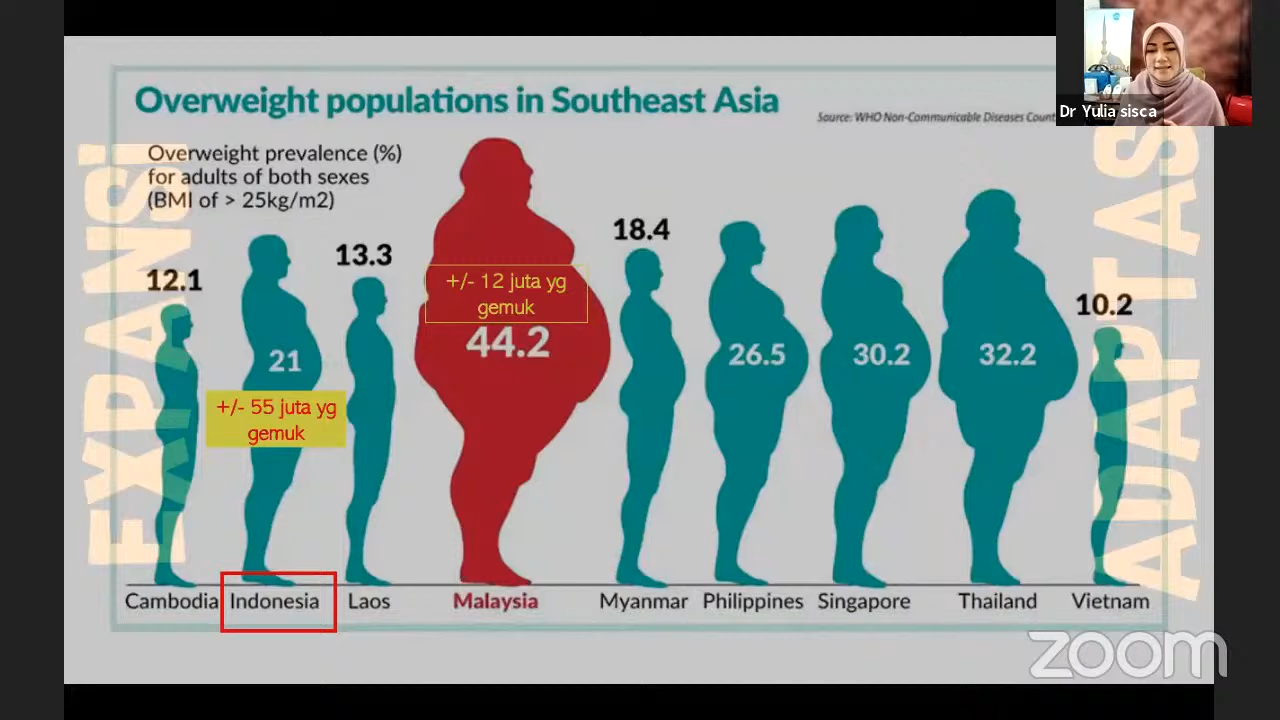 Overweight populations in Southeast Asia
Source: WHO Non-Communicable Diseases
Dr Yulia sisca
Overweight prevalence (%)
for adults of both sexes
(BMI of > 25kg/m2)
EXPANSi
ADAPTAS
12.1
21
13.3
44.2
18.4
26.5
30.2
32.2
10.2
+/- 12 juta yg
gemuk
+/- 55 juta yg
gemuk
Cambodia Indonesia Laos Malaysia Myanmar Philippines Singapore Thailand Vietnam
zoom